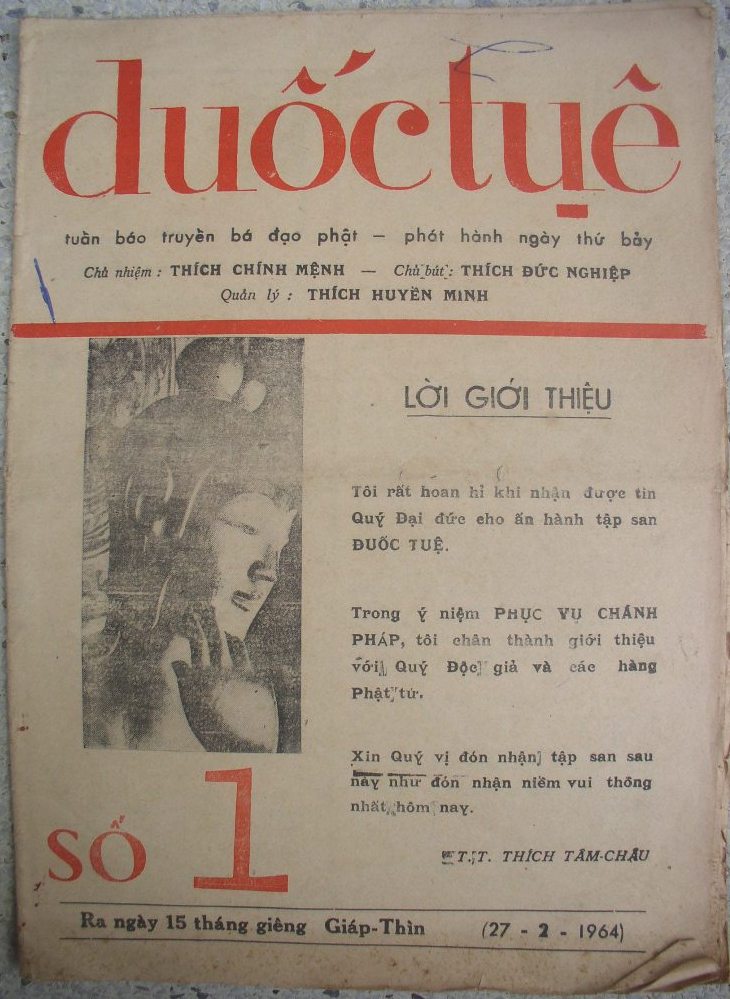 duốc tuệ
tuần báo truyền bá đạo phật — phát hành ngày thứ bảy
Chủ nhiệm : THÍCH CHÍNH MỆNH — Chủ bút : THÍCH ĐỨC NGHIỆP
Quản lý : THÍCH HUYỀN MINH
LỜI GIỚI THIỆU
Tôi rất hoan hỉ khi nhận được tin
Quý Đại đức cho ấn hành tập san
ĐUỐC TUỆ.
Trong ý niệm PHỤC VỤ CHÁNH
PHÁP, tôi chân thành giới thiệu
với Quý Độc giả và các hàng
Phật tử.
Xin Quý vị đón nhận tập san sau
này như đón nhận niềm vui thống
nhất hôm nay.
T.T. THÍCH TÂM-CHÂU
SỐ 1
Ra ngày 15 tháng giêng Giáp-Thìn (27 - 2 - 1964)